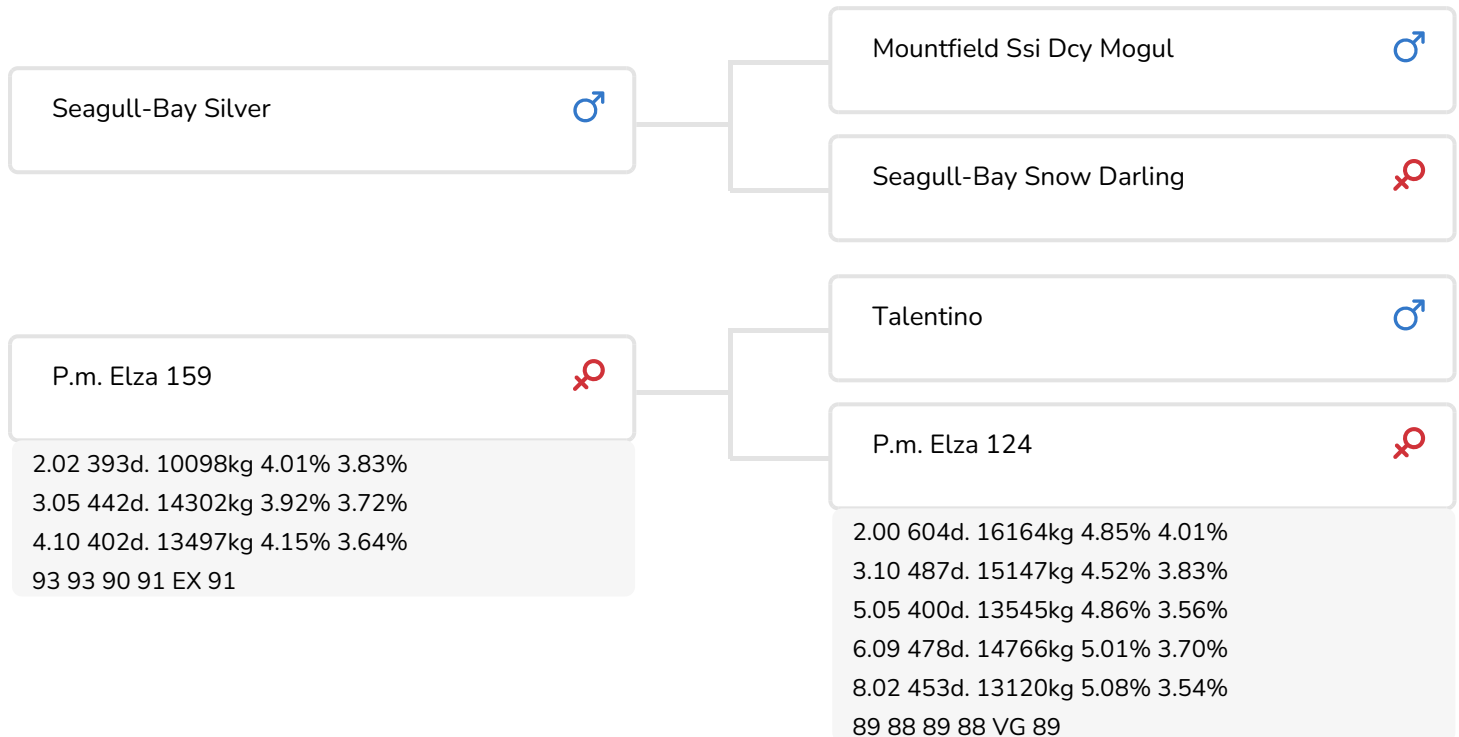 Seagull-Bay Silver
Mountfield Ssi Dcy Mogul
Seagull-Bay Snow Darling
P.m. Elza 159
2.02 393d. 10098kg 4.01% 3.83%
3.05 442d. 14302kg 3.92% 3.72%
4.10 402d. 13497kg 4.15% 3.64%
93 93 90 91 EX 91
Talentino
P.m. Elza 124
2.00 604d. 16164kg 4.85% 4.01%
3.10 487d. 15147kg 4.52% 3.83%
5.05 400d. 13545kg 4.86% 3.56%
6.09 478d. 14766kg 5.01% 3.70%
8.02 453d. 13120kg 5.08% 3.54%
89 88 89 88 VG 89